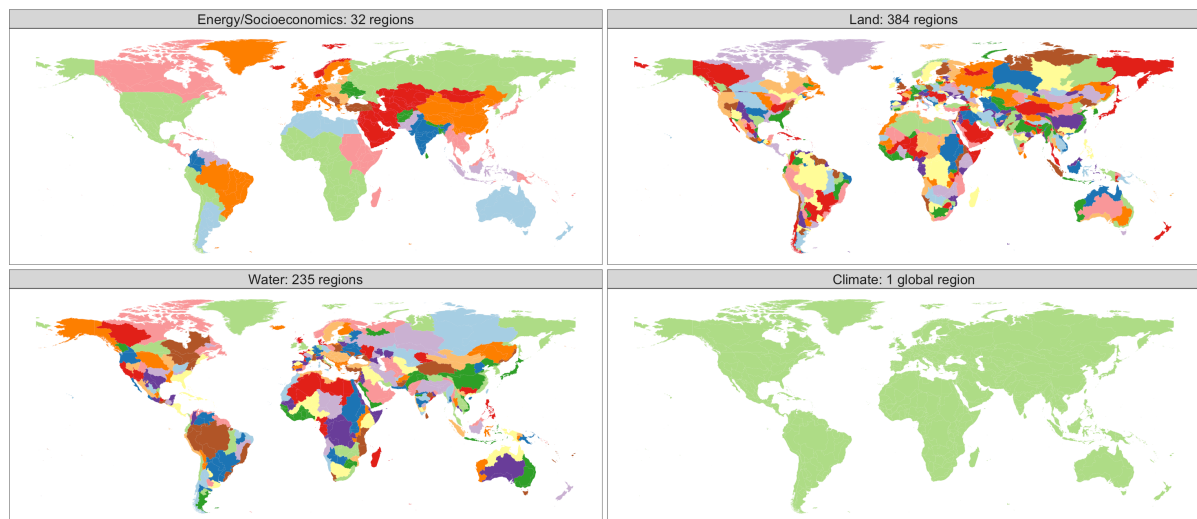 Energy/Socioeconomics: 32 regions
Land: 384 regions
Water: 235 regions
Climate: 1 global region